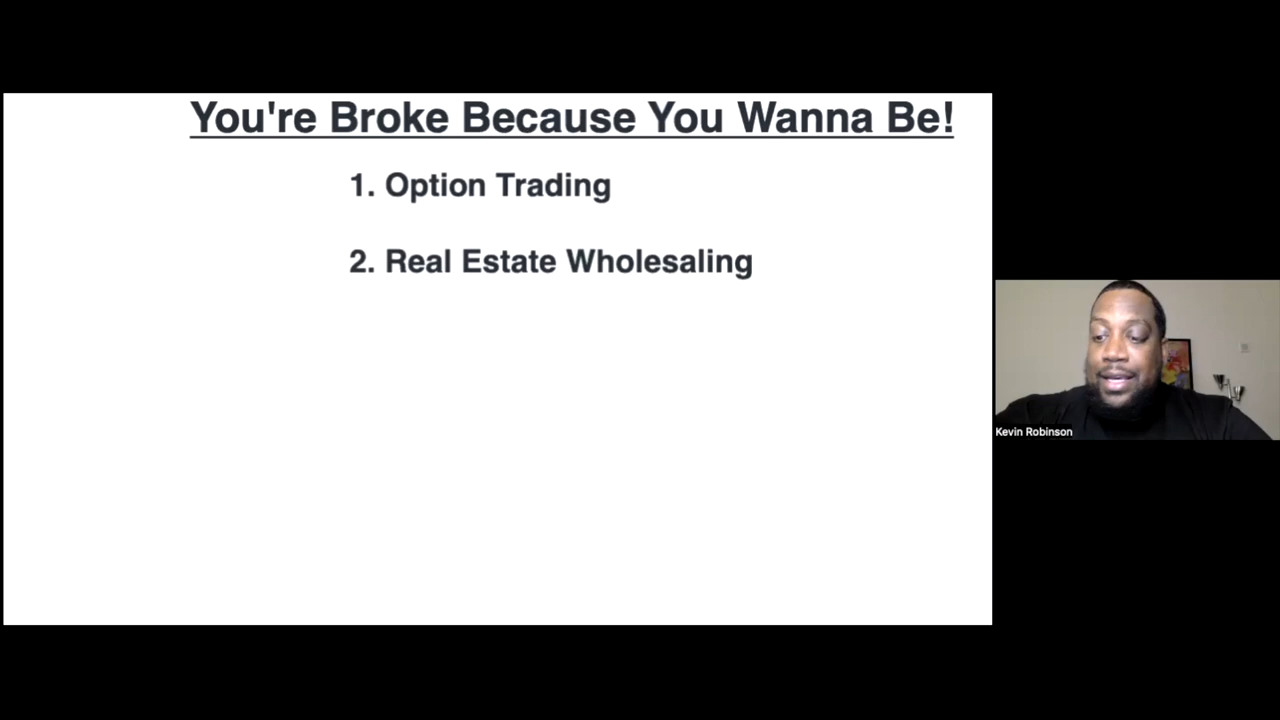 You're Broke Because You Wanna Be!
1. Option Trading
2. Real Estate Wholesaling
Kevin Robinson